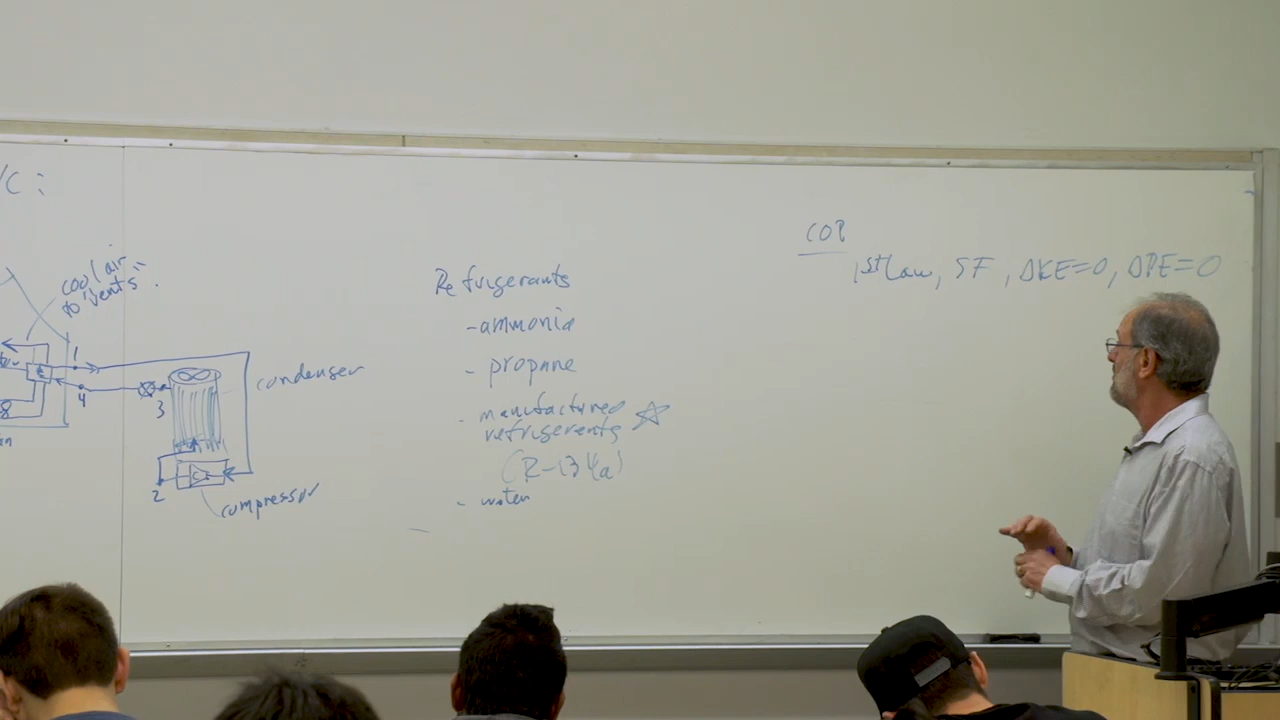 /C:
cool air
to "vents".
1
4
3
2
condenser
compressor
Refrigerants
- ammonia
- propane
- manufactured
refrigerents
(R-134a)
- water
COP
1st Law, SF, ΔKE=0, ΔPE=0